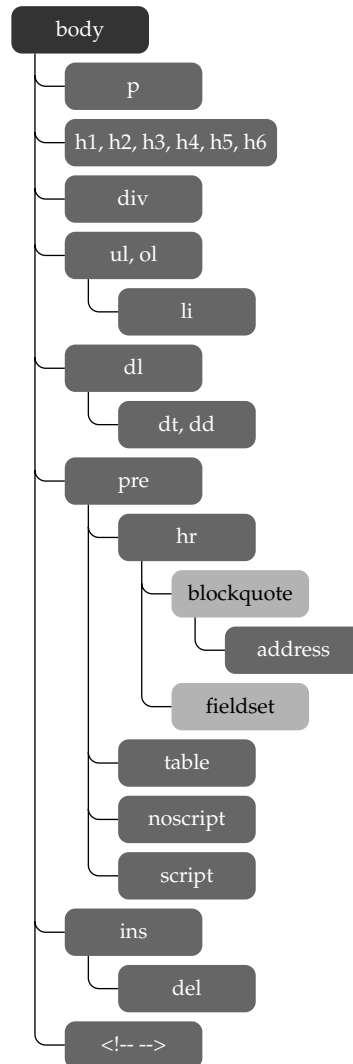 body
p
h1, h2, h3, h4, h5, h6
div
ul, ol
li
dl
dt, dd
pre
hr
blockquote
address
fieldset
table
noscript
script
ins
del
<!-- -->